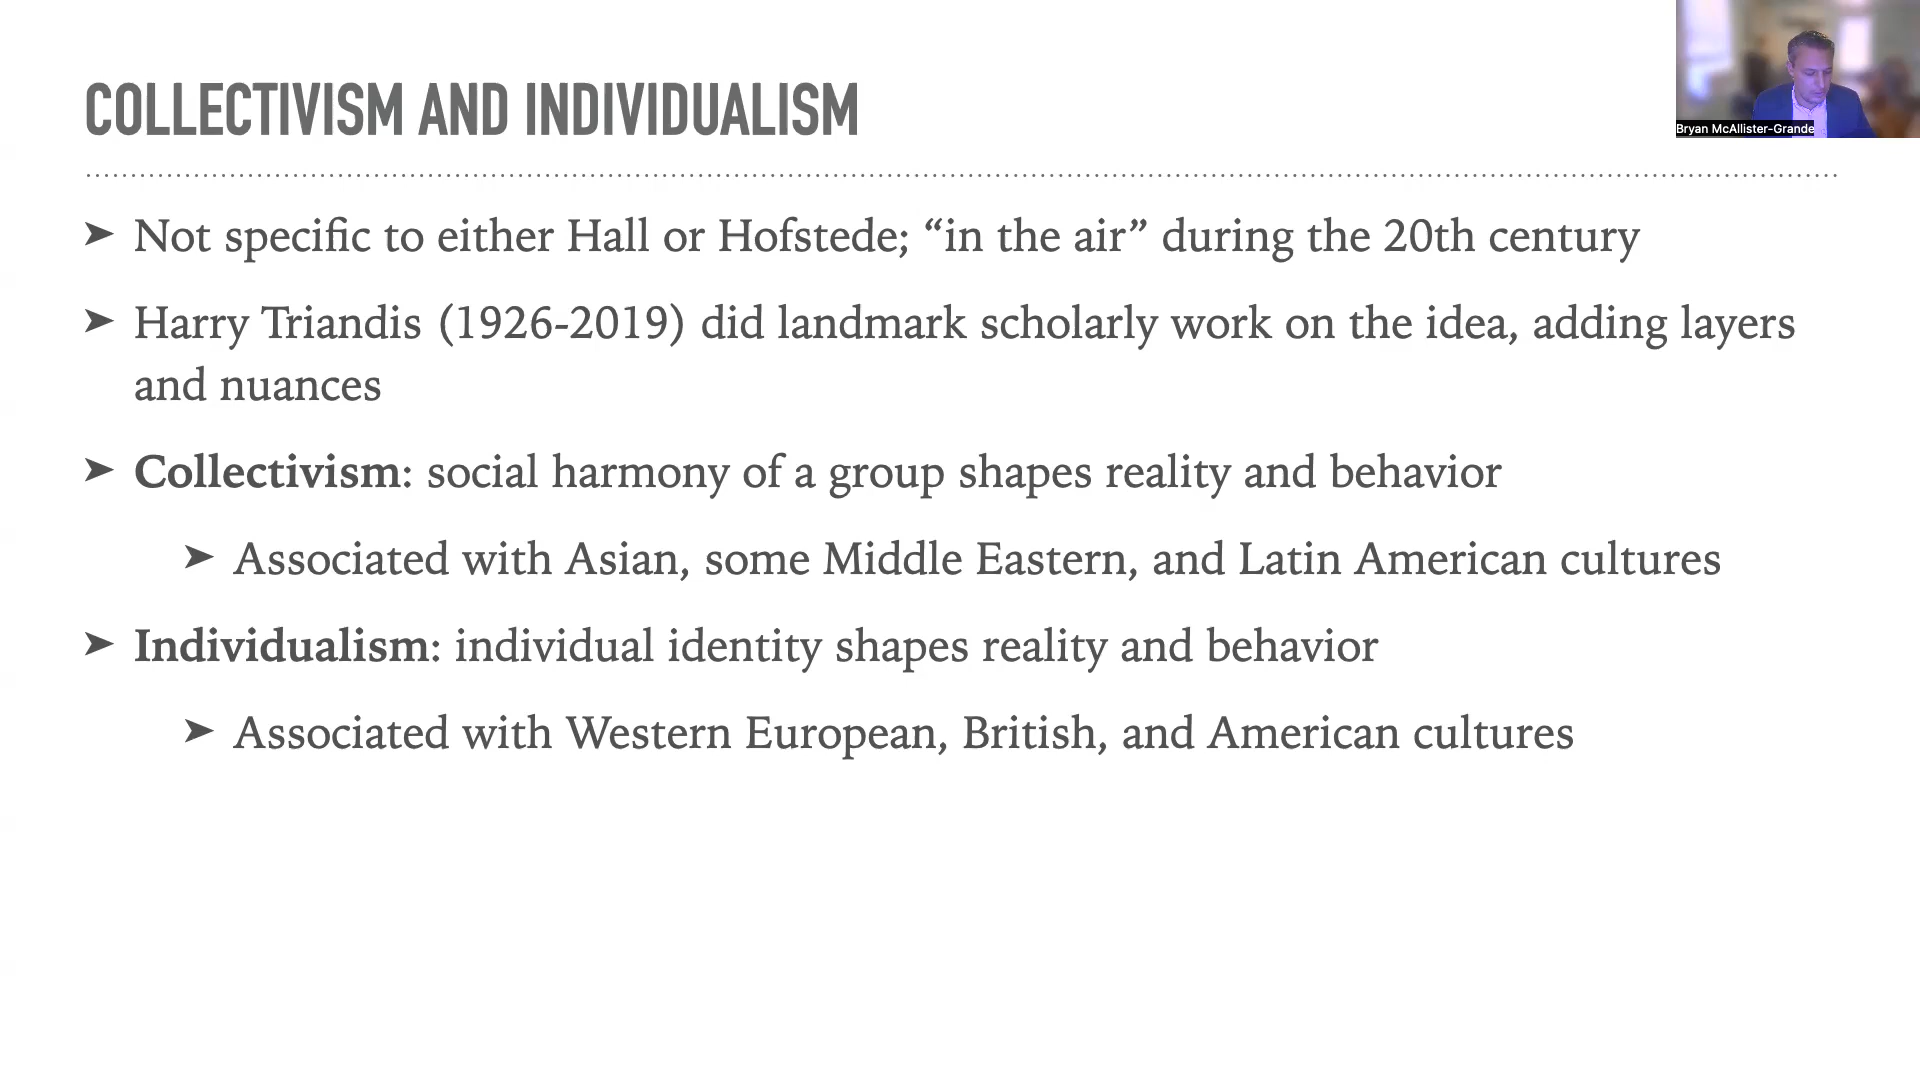 COLLECTIVISM AND INDIVIDUALISM
Bryan McAllister-Grande
➤ Not specific to either Hall or Hofstede; “in the air” during the 20th century
➤ Harry Triandis (1926-2019) did landmark scholarly work on the idea, adding layers
and nuances
➤ Collectivism: social harmony of a group shapes reality and behavior
➤ Associated with Asian, some Middle Eastern, and Latin American cultures
➤ Individualism: individual identity shapes reality and behavior
➤ Associated with Western European, British, and American cultures